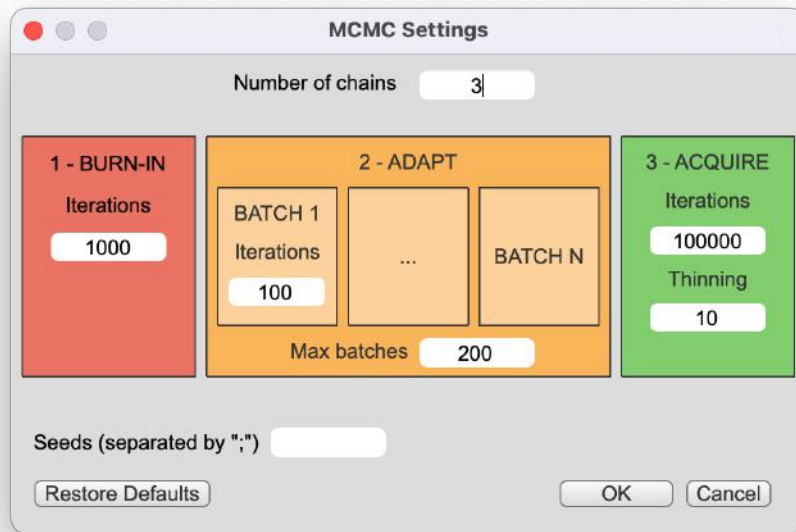 MCMC Settings
Number of chains 3
1 - BURN-IN
Iterations
1000
2 - ADAPT
BATCH 1
Iterations
100
...
BATCH N
Max batches 200
3 - ACQUIRE
Iterations
100000
Thinning
10
Seeds (separated by ";")
Restore Defaults
OK
Cancel